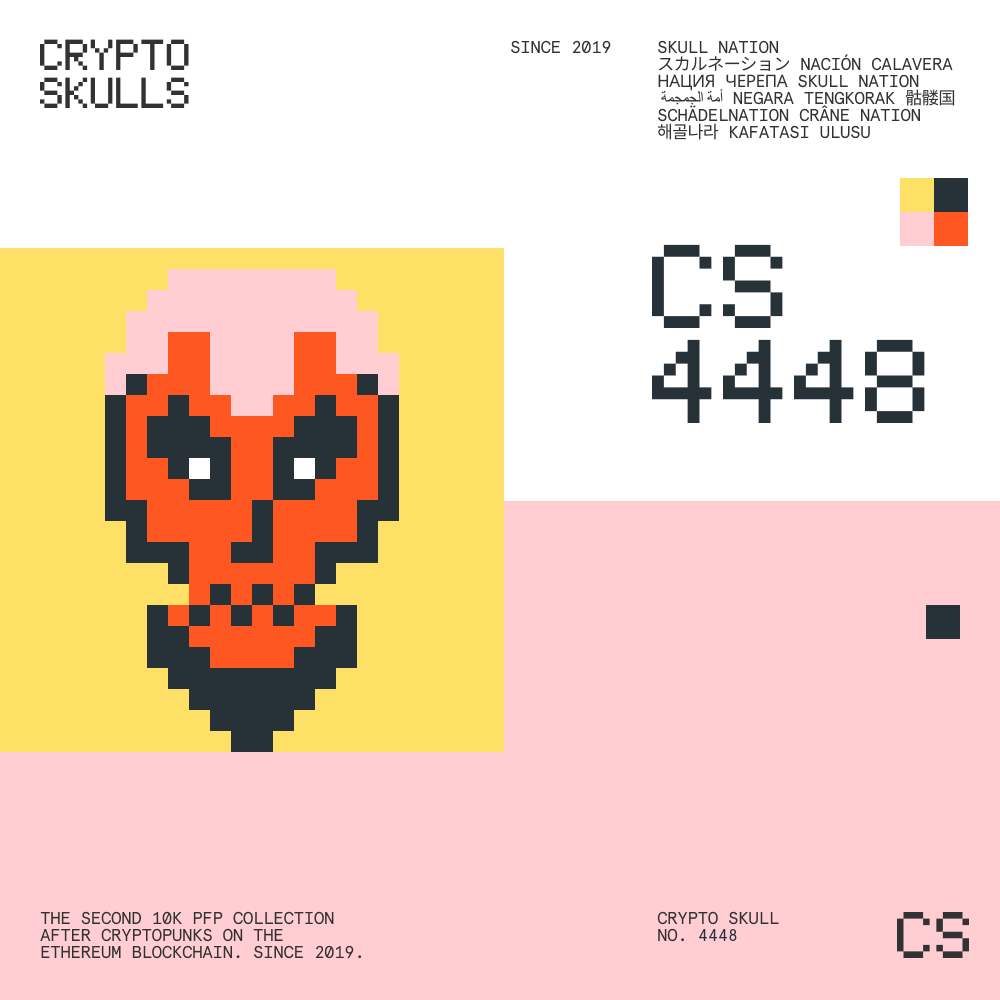 CRYPTO
SKULLS
SINCE 2019
SKULL NATION
スカルネーション NACIÓN CALAVERA
НАЦИЯ ЧЕРЕПА SKULL NATION
أمة الجمجمة NEGARA TENGKORAK 骷髅国
SCHÄDELNATION CRÂNE NATION
해골나라 KAFATASI ULUSU
CS
4448
THE SECOND 10K PFP COLLECTION
AFTER CRYPTOPUNKS ON THE
ETHEREUM BLOCKCHAIN. SINCE 2019.
CRYPTO SKULL
NO. 4448
CS